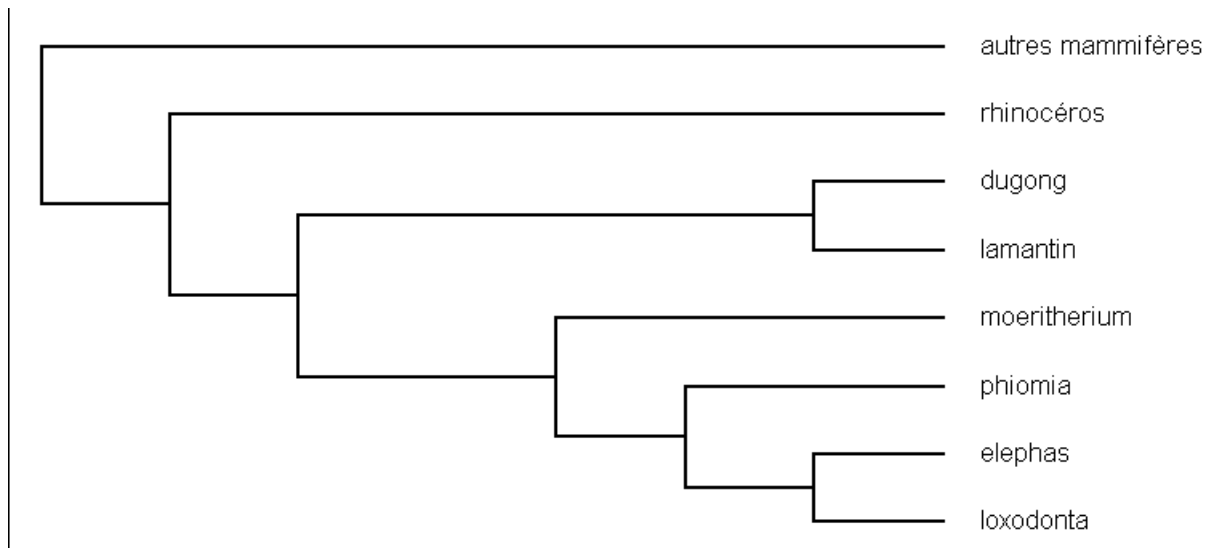 autres mammifères
rhinocéros
dugong
lamantin
moeritherium
phiomia
elephas
loxodonta